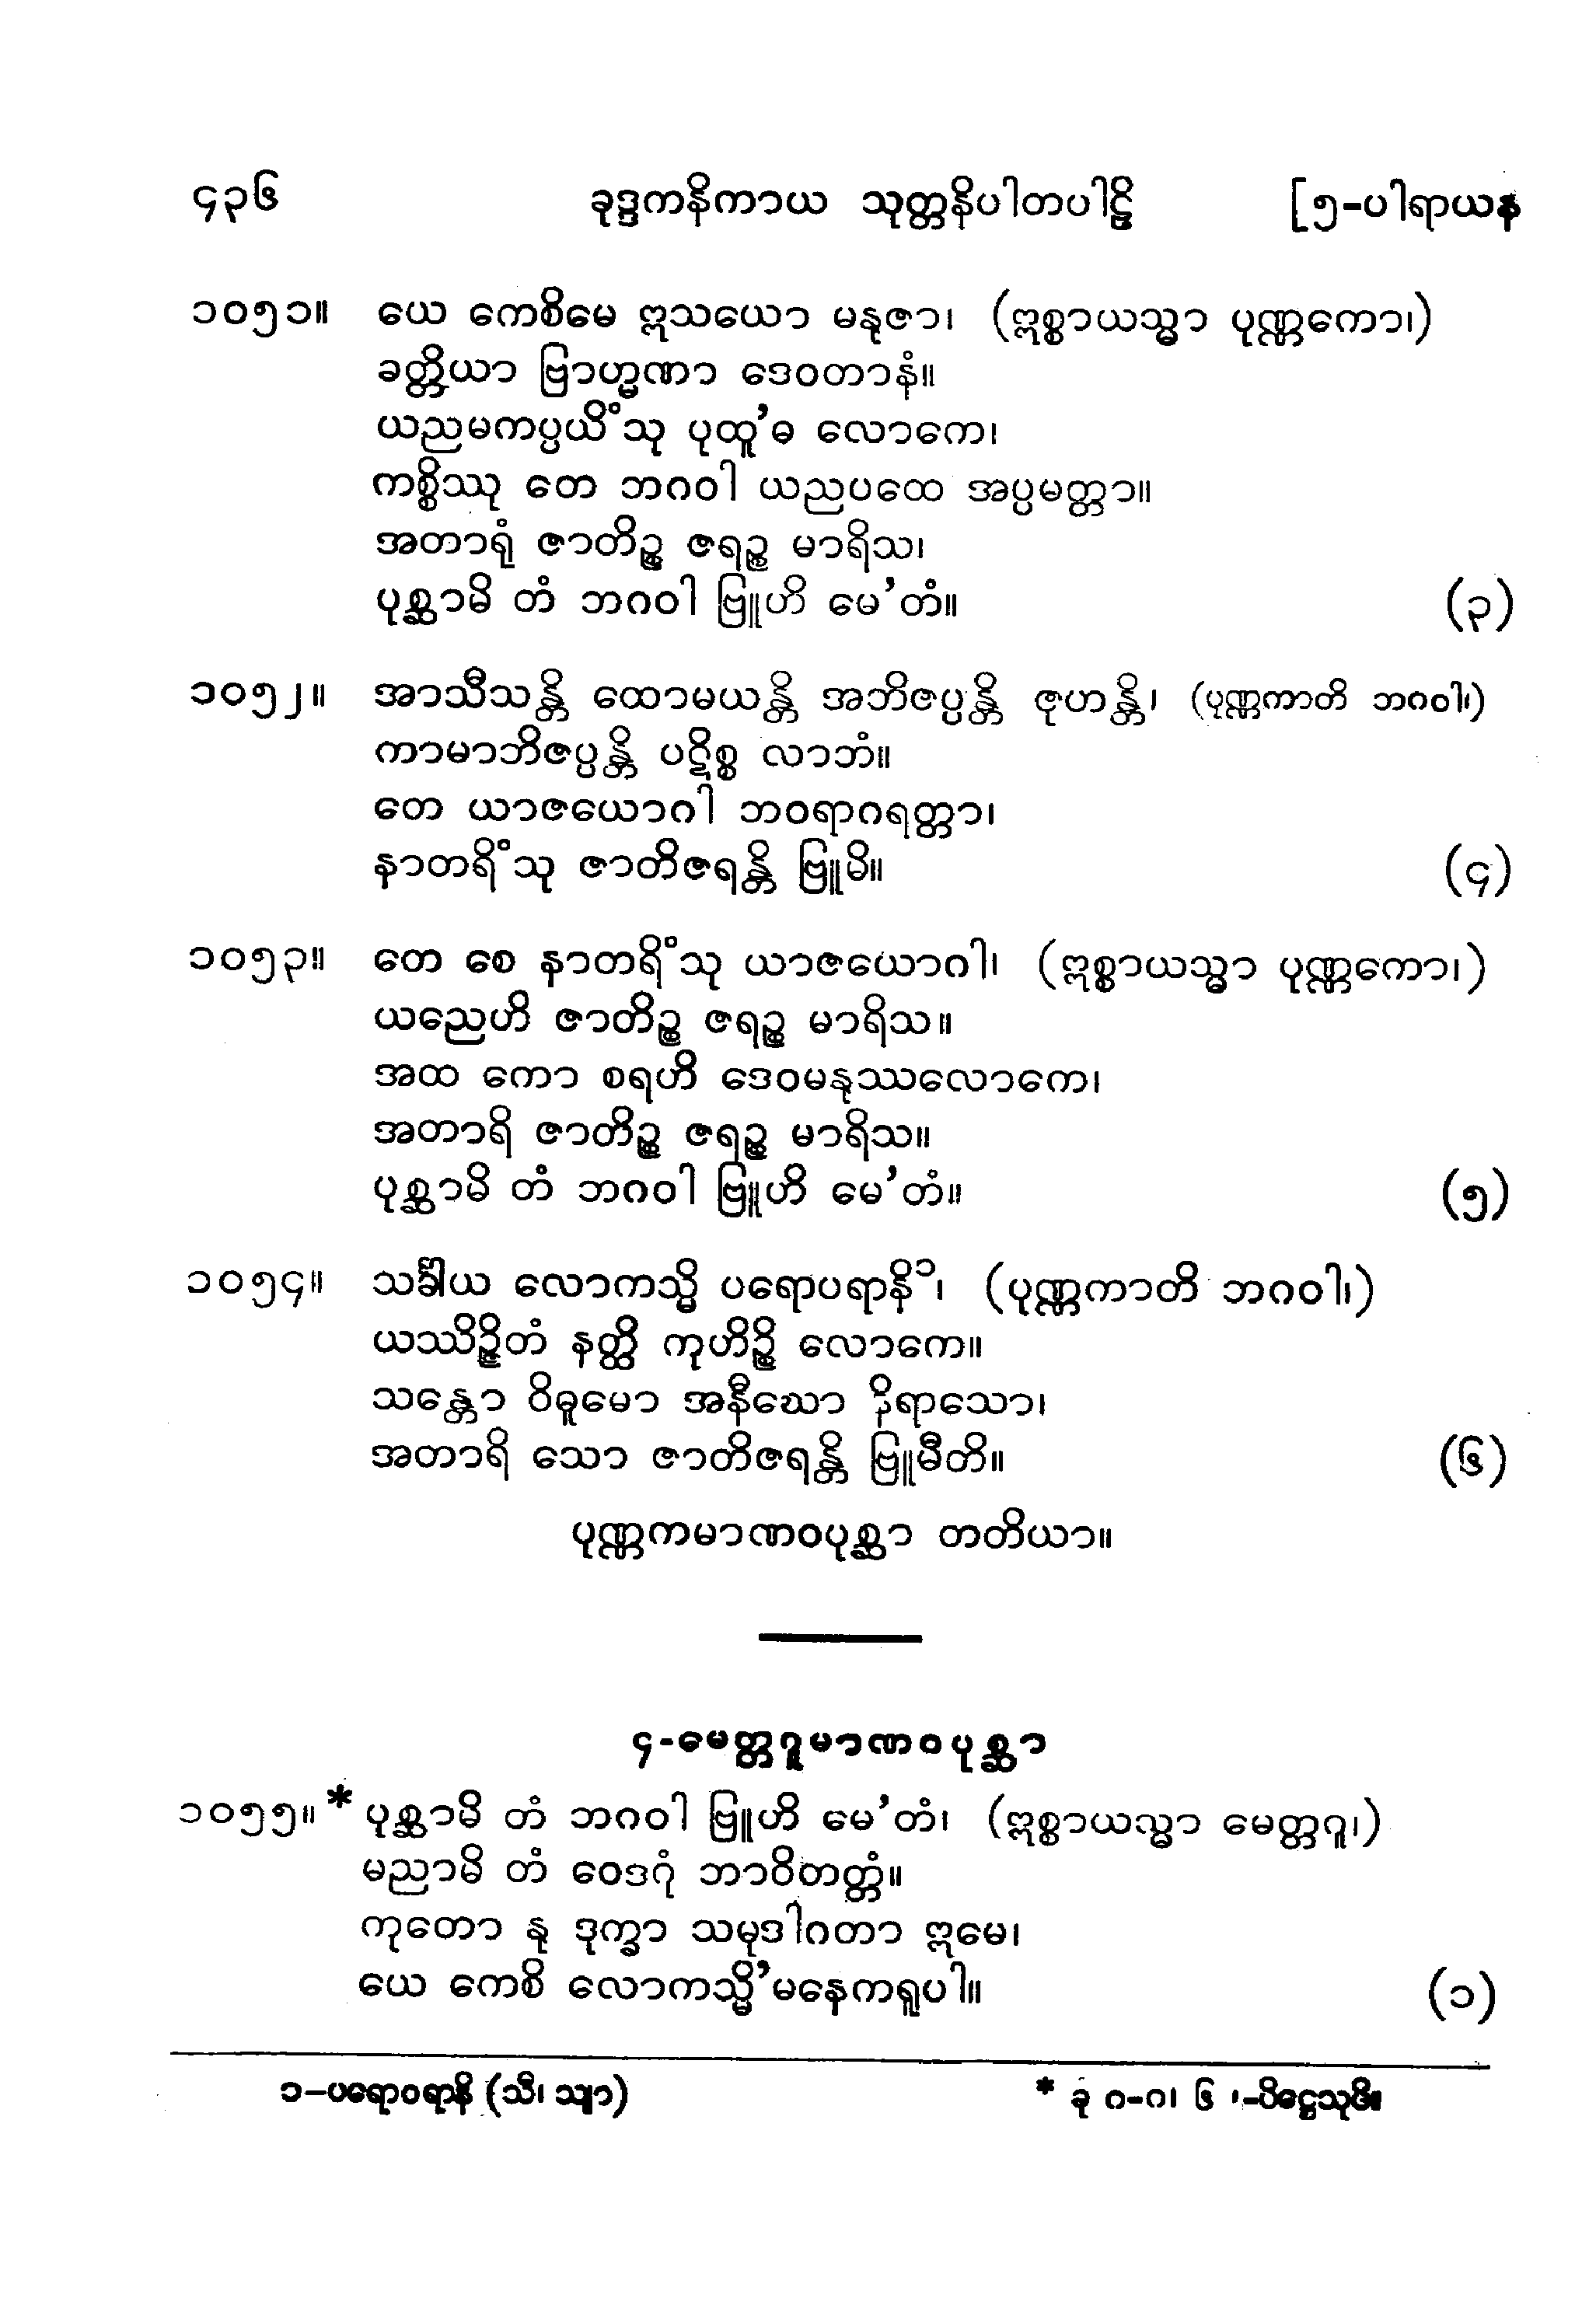 ၄၃၆ ခုဒ္ဒကနိကာယ သုတ္တနိပါတပါဠိ [၅-ပါရာယန
၁၀၅၁။ ယေ ကေစိမေ ဣသယော မနုဇာ၊ (ဣစ္စာယသ္မာ ပုဏ္ဏကော၊)
ခတ္တိယာ ဗြာဟ္မဏာ ဒေဝတာနံ။
ယညမကပ္ပယိံသု ပုထူ’ဓ လောကေ၊
ကစ္စိဿု တေ ဘဂဝါ ယညပထေ အပ္ပမတ္တာ။
အတာရုံ ဇာတိဉ္စ ဇရဉ္စ မာရိသ၊
ပုစ္ဆာမိ တံ ဘဂဝါ ဗြူဟိ မေ’တံ။ (၃)
၁၀၅၂။ အာသီသန္တိ ထောမယန္တိ အဘိဇပ္ပန္တိ ဇုဟန္တိ၊ (ပုဏ္ဏကာတိ ဘဂဝါ၊)
ကာမာဘိဇပ္ပန္တိ ပဋိစ္စ လာဘံ။
တေ ယာဇယောဂါ ဘဝရာဂရတ္တာ၊
နာတရိံသု ဇာတိဇရန္တိ ဗြူမိ။ (၄)
၁၀၅၃။ တေ စေ နာတရိံသု ယာဇယောဂါ၊ (ဣစ္စာယသ္မာ ပုဏ္ဏကော၊)
ယညေဟိ ဇာတိဉ္စ ဇရဉ္စ မာရိသ။
အထ ကော စရဟိ ဒေဝမနုဿလောကေ၊
အတာရိ ဇာတိဉ္စ ဇရဉ္စ မာရိသ။
ပုစ္ဆာမိ တံ ဘဂဝါ ဗြူဟိ မေ’တံ။ (၅)
၁၀၅၄။ သင်္ခါယ လောကသ္မိ ပရောပရာနိ၁၊ (ပုဏ္ဏကာတိ ဘဂဝါ၊)
ယဿိဉ္ဇိတံ နတ္ထိ ကုဟိဉ္စိ လောကေ။
သန္တော ဝိဓူမော အနီဃော နိရာသော၊
အတာရိ သော ဇာတိဇရန္တိ ဗြူမီတိ။ (၆)
ပုဏ္ဏကမာဏဝပုစ္ဆာ တတိယာ။
၄-မေတ္တဂူမာဏဝပုစ္ဆာ
၁၀၅၅။ * ပုစ္ဆာမိ တံ ဘဂဝါ ဗြူဟိ မေ’တံ၊ (ဣစ္စာယသ္မာ မေတ္တဂူ၊)
မညာမိ တံ ဝေဒဂုံ ဘာဝိတတ္တံ။
ကုတော နု ဒုက္ခာ သမုဒါဂတာ ဣမေ၊
ယေ ကေစိ လောကသ္မိ’မနေကရူပါ။ (၁)
၁−ပရောဝရာနိ (သီ၊ သျာ) * ခု ဂ-ဂ၊ ၆ -ပိဋ္ဌေသုပိ။